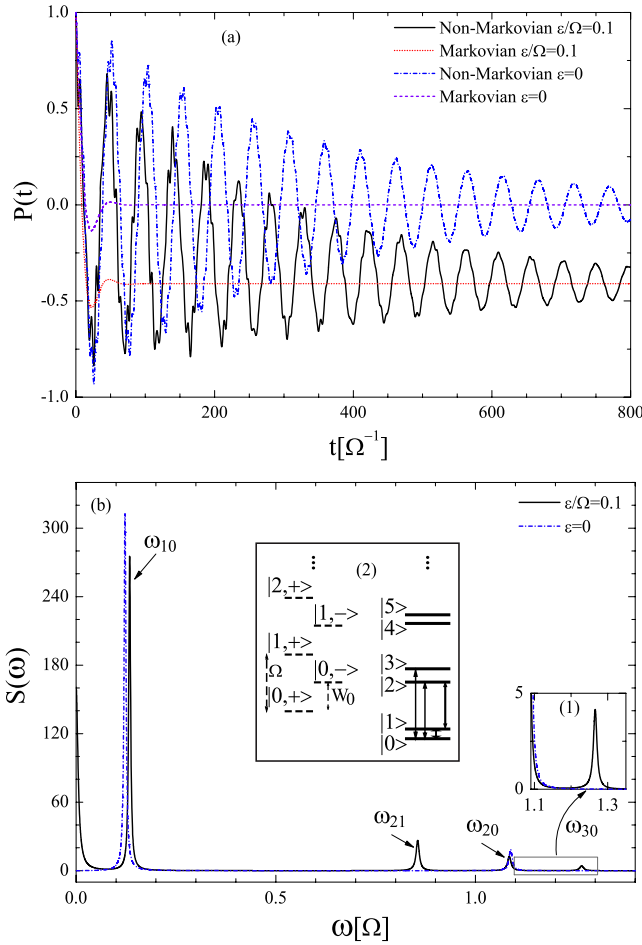 (a)
Non-Markovian ε/Ω=0.1
Markovian ε/Ω=0.1
Non-Markovian ε=0
Markovian ε=0
1.0
0.5
0.0
-0.5
-1.0
P(t)
0 200 400 600 800
t[Ω⁻¹]
(b)
ε/Ω=0.1
ε=0
300
240
180
120
60
0
S(ω)
ω₁₀
(2)
|2,+>
|1,->
|1,+>
Ω
|0,->
|0,+>
W₀
|5>
|4>
|3>
|2>
|1>
|0>
5
(1)
0
1.1 1.3
ω₂₁
ω₂₀
ω₃₀
0.0 0.5 1.0
ω[Ω]